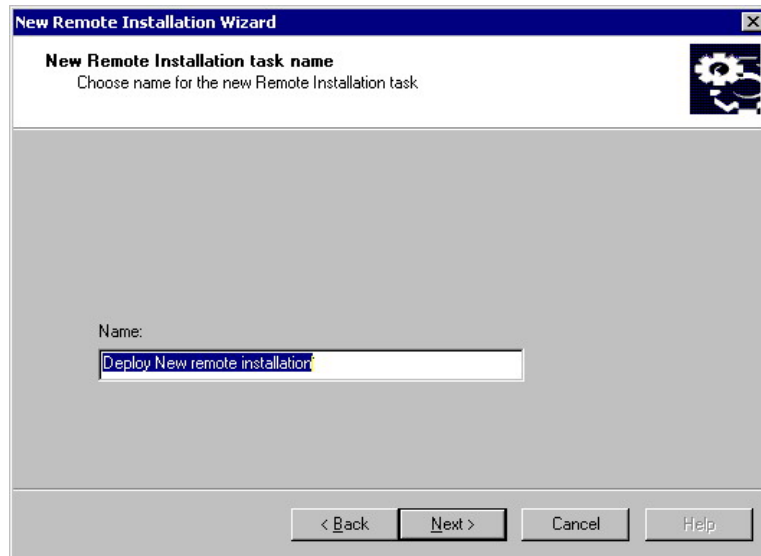 New Remote Installation Wizard
New Remote Installation task name
Choose name for the new Remote Installation task
Name:
Deploy New remote installation
< Back Next > Cancel Help